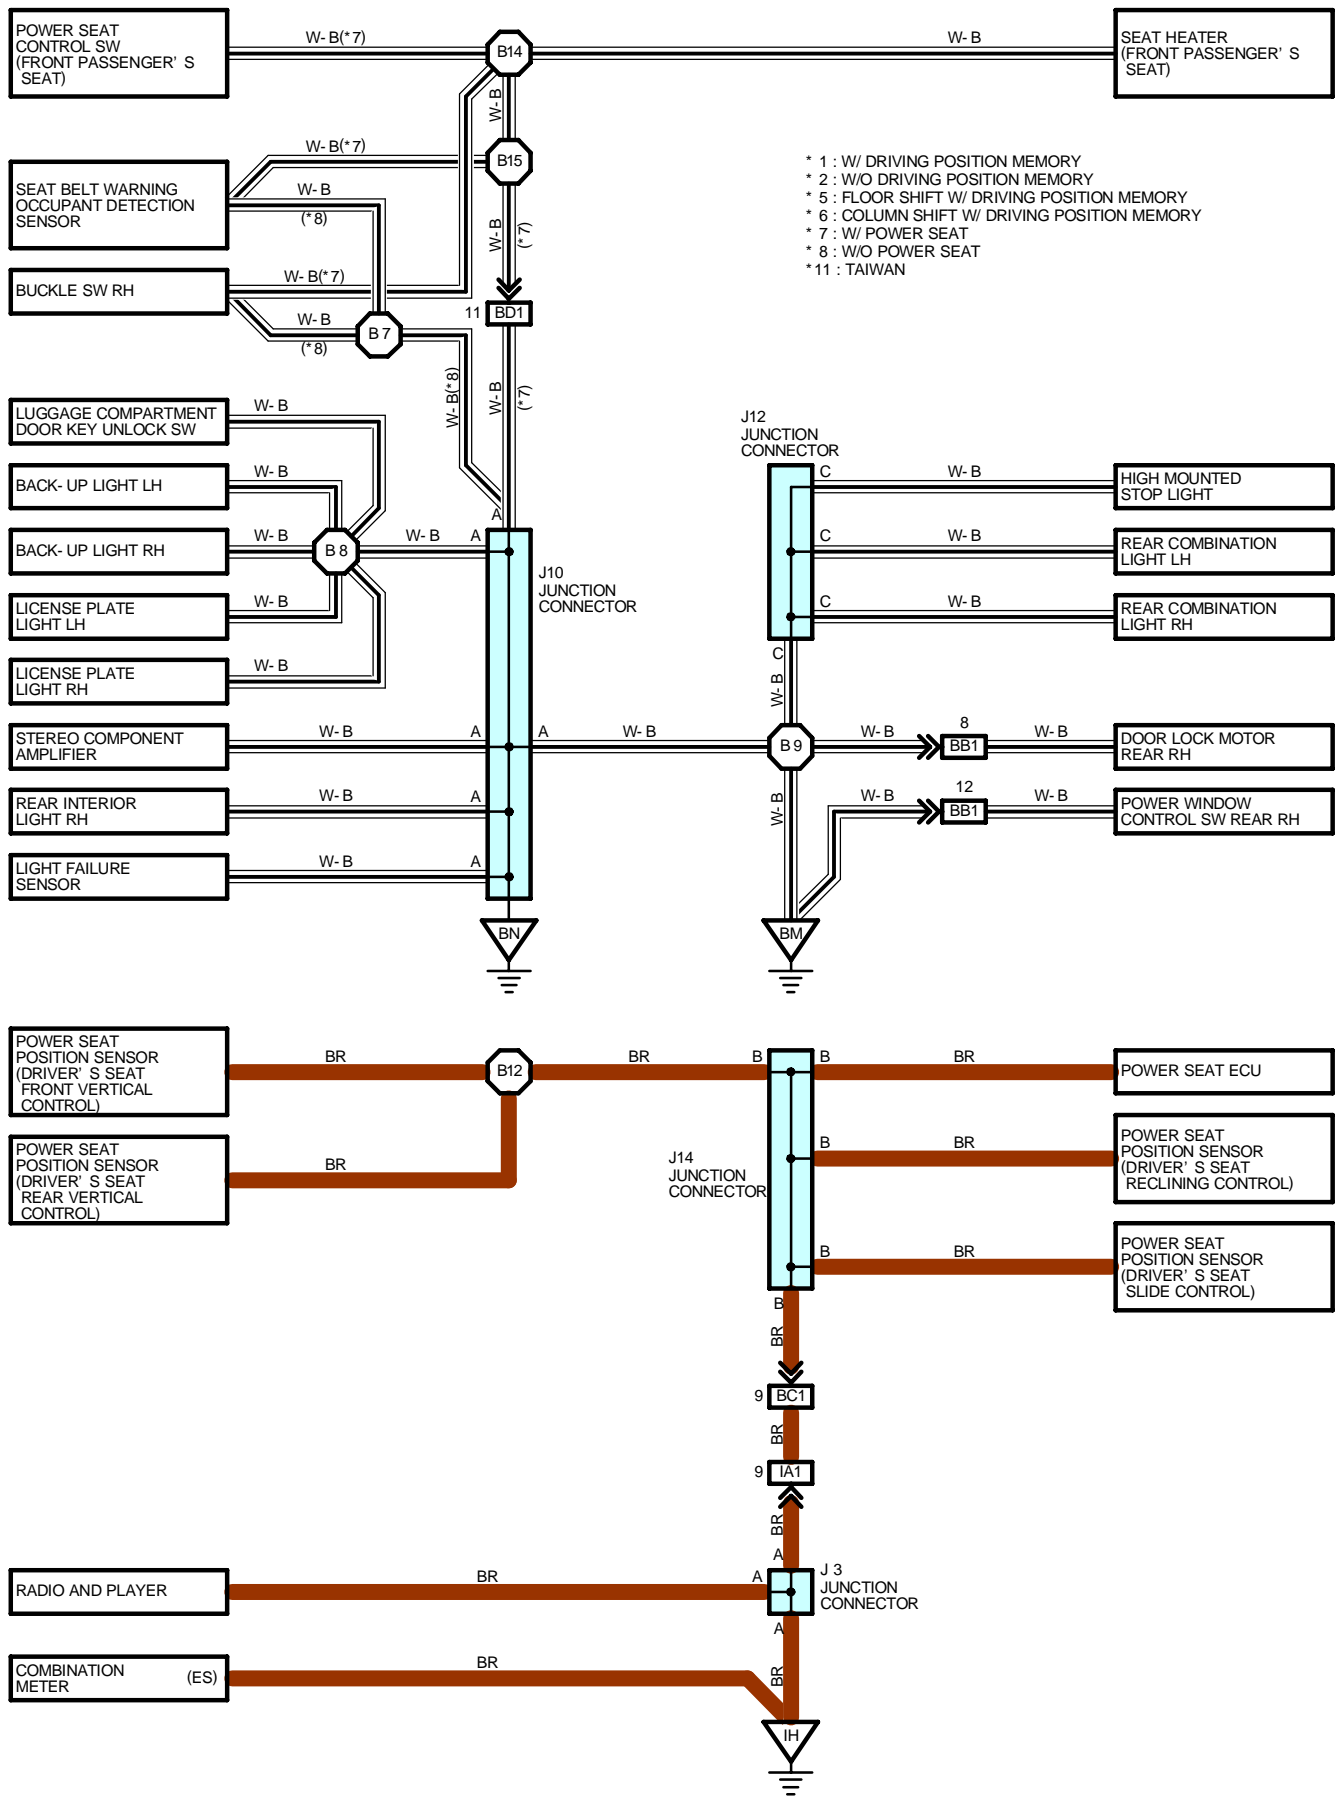 POWER SEAT
CONTROL SW
(FRONT PASSENGER' S
SEAT)
W- B(*7)
B14
W- B
SEAT HEATER
(FRONT PASSENGER' S
SEAT)
W- B
W- B(*7)
B15
SEAT BELT WARNING
OCCUPANT DETECTION
SENSOR
W- B
(*8)
W- B
(*7)
* 1 : W/ DRIVING POSITION MEMORY
* 2 : W/O DRIVING POSITION MEMORY
* 5 : FLOOR SHIFT W/ DRIVING POSITION MEMORY
* 6 : COLUMN SHIFT W/ DRIVING POSITION MEMORY
* 7 : W/ POWER SEAT
* 8 : W/O POWER SEAT
*11 : TAIWAN
BUCKLE SW RH
W- B(*7)
W- B
(*8)
B 7
11
BD1
W- B(*8)
W- B
(*7)
LUGGAGE COMPARTMENT
DOOR KEY UNLOCK SW
W- B
BACK- UP LIGHT LH
W- B
BACK- UP LIGHT RH
W- B
B 8
W- B
A
A
LICENSE PLATE
LIGHT LH
W- B
LICENSE PLATE
LIGHT RH
W- B
J10
JUNCTION
CONNECTOR
J12
JUNCTION
CONNECTOR
C
W- B
HIGH MOUNTED
STOP LIGHT
C
W- B
REAR COMBINATION
LIGHT LH
C
W- B
REAR COMBINATION
LIGHT RH
C
W- B
STEREO COMPONENT
AMPLIFIER
W- B
A
A
W- B
B 9
W- B
8
BB1
W- B
DOOR LOCK MOTOR
REAR RH
REAR INTERIOR
LIGHT RH
W- B
A
W- B
W- B
12
BB1
W- B
POWER WINDOW
CONTROL SW REAR RH
LIGHT FAILURE
SENSOR
W- B
A
BN
BM
POWER SEAT
POSITION SENSOR
(DRIVER' S SEAT
FRONT VERTICAL
CONTROL)
BR
B12
BR
B
B
BR
POWER SEAT ECU
POWER SEAT
POSITION SENSOR
(DRIVER' S SEAT
REAR VERTICAL
CONTROL)
BR
J14
JUNCTION
CONNECTOR
B
BR
POWER SEAT
POSITION SENSOR
(DRIVER' S SEAT
RECLINING CONTROL)
B
BR
POWER SEAT
POSITION SENSOR
(DRIVER' S SEAT
SLIDE CONTROL)
B
BR
9
BC1
BR
9
IA1
BR
A
RADIO AND PLAYER
BR
A
J 3
JUNCTION
CONNECTOR
A
COMBINATION
METER
(ES)
BR
BR
IH